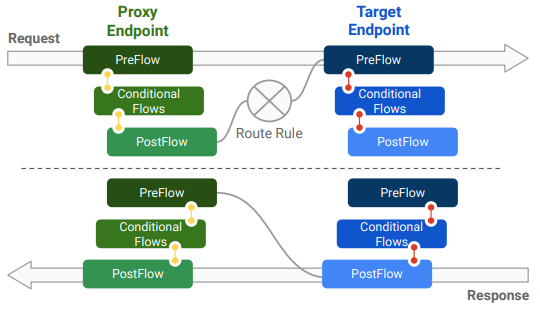 Proxy
Endpoint
Target
Endpoint
Request
PreFlow
PreFlow
Conditional
Flows
Conditional
Flows
PostFlow
Route Rule
PostFlow
PreFlow
PreFlow
Conditional
Flows
Conditional
Flows
PostFlow
PostFlow
Response